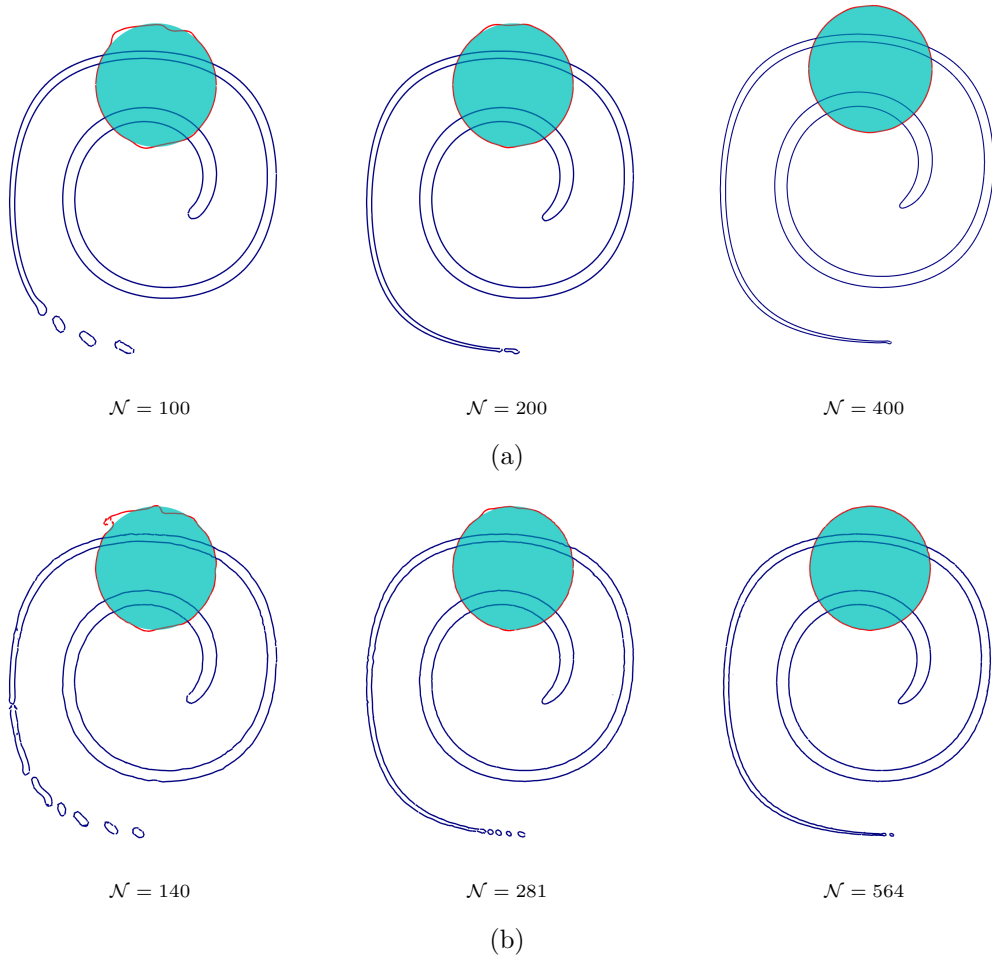 𝒩 = 100
𝒩 = 200
𝒩 = 400
(a)
𝒩 = 140
𝒩 = 281
𝒩 = 564
(b)